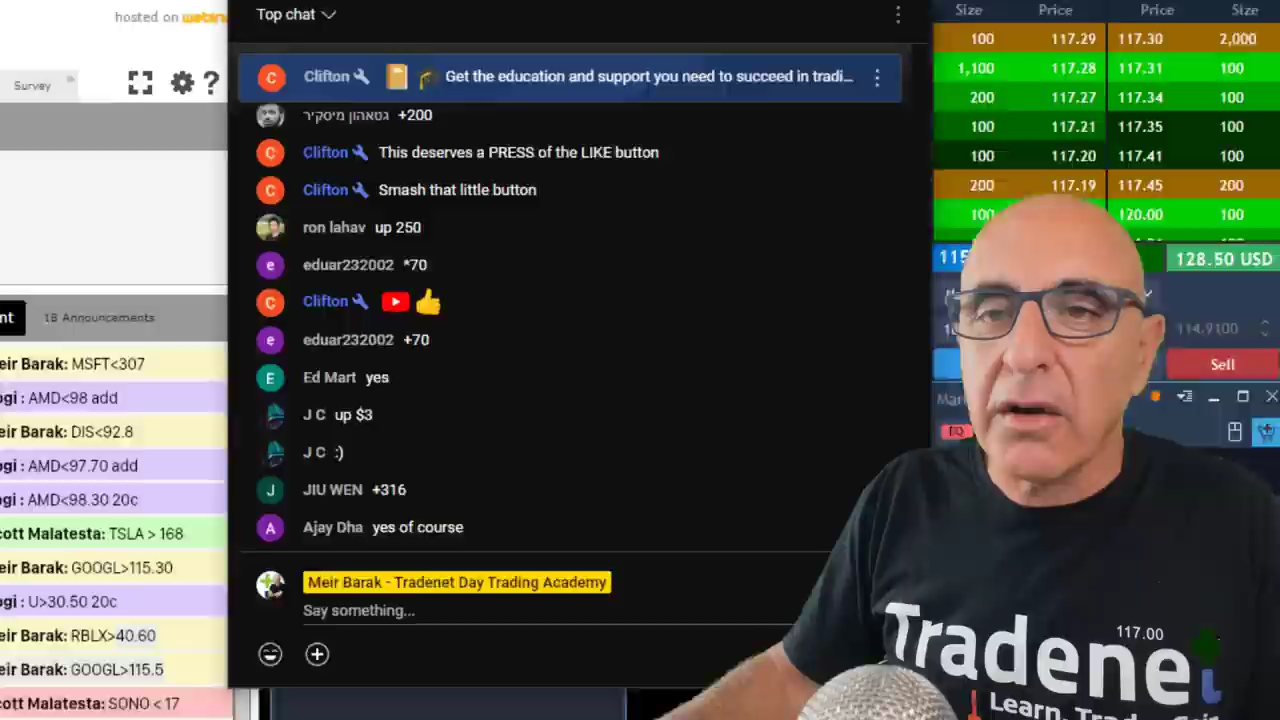 hosted on webin
Top chat
Size Price Price Size
Survey
100 117.29 117.30 2,000
1,100 117.28 117.31 100
200 117.27 117.34 100
100 117.21 117.35 100
100 117.20 117.41 100
200 117.19 117.45 200
100 120.00 100
115 128.50 USD
114.9100
Sell
Mar
C Clifton Get the education and support you need to succeed in tradi...
גטאהון מיסקיר +200
C Clifton This deserves a PRESS of the LIKE button
C Clifton Smash that little button
ron lahav up 250
e eduar232002 *70
C Clifton
e eduar232002 +70
E Ed Mart yes
J C up $3
J C :)
J JIU WEN +316
A Ajay Dha yes of course
Meir Barak - Tradenet Day Trading Academy
Say something...
nt 18 Announcements
eir Barak: MSFT<307
ogi : AMD<98 add
eir Barak: DIS<92.8
ogi : AMD<97.70 add
ogi : AMD<98.30 20c
cott Malatesta: TSLA > 168
eir Barak: GOOGL>115.30
ogi : U>30.50 20c
eir Barak: RBLX>40.60
eir Barak: GOOGL>115.5
cott Malatesta: SONO < 17
117.00
Tradenet
Learn. Trad